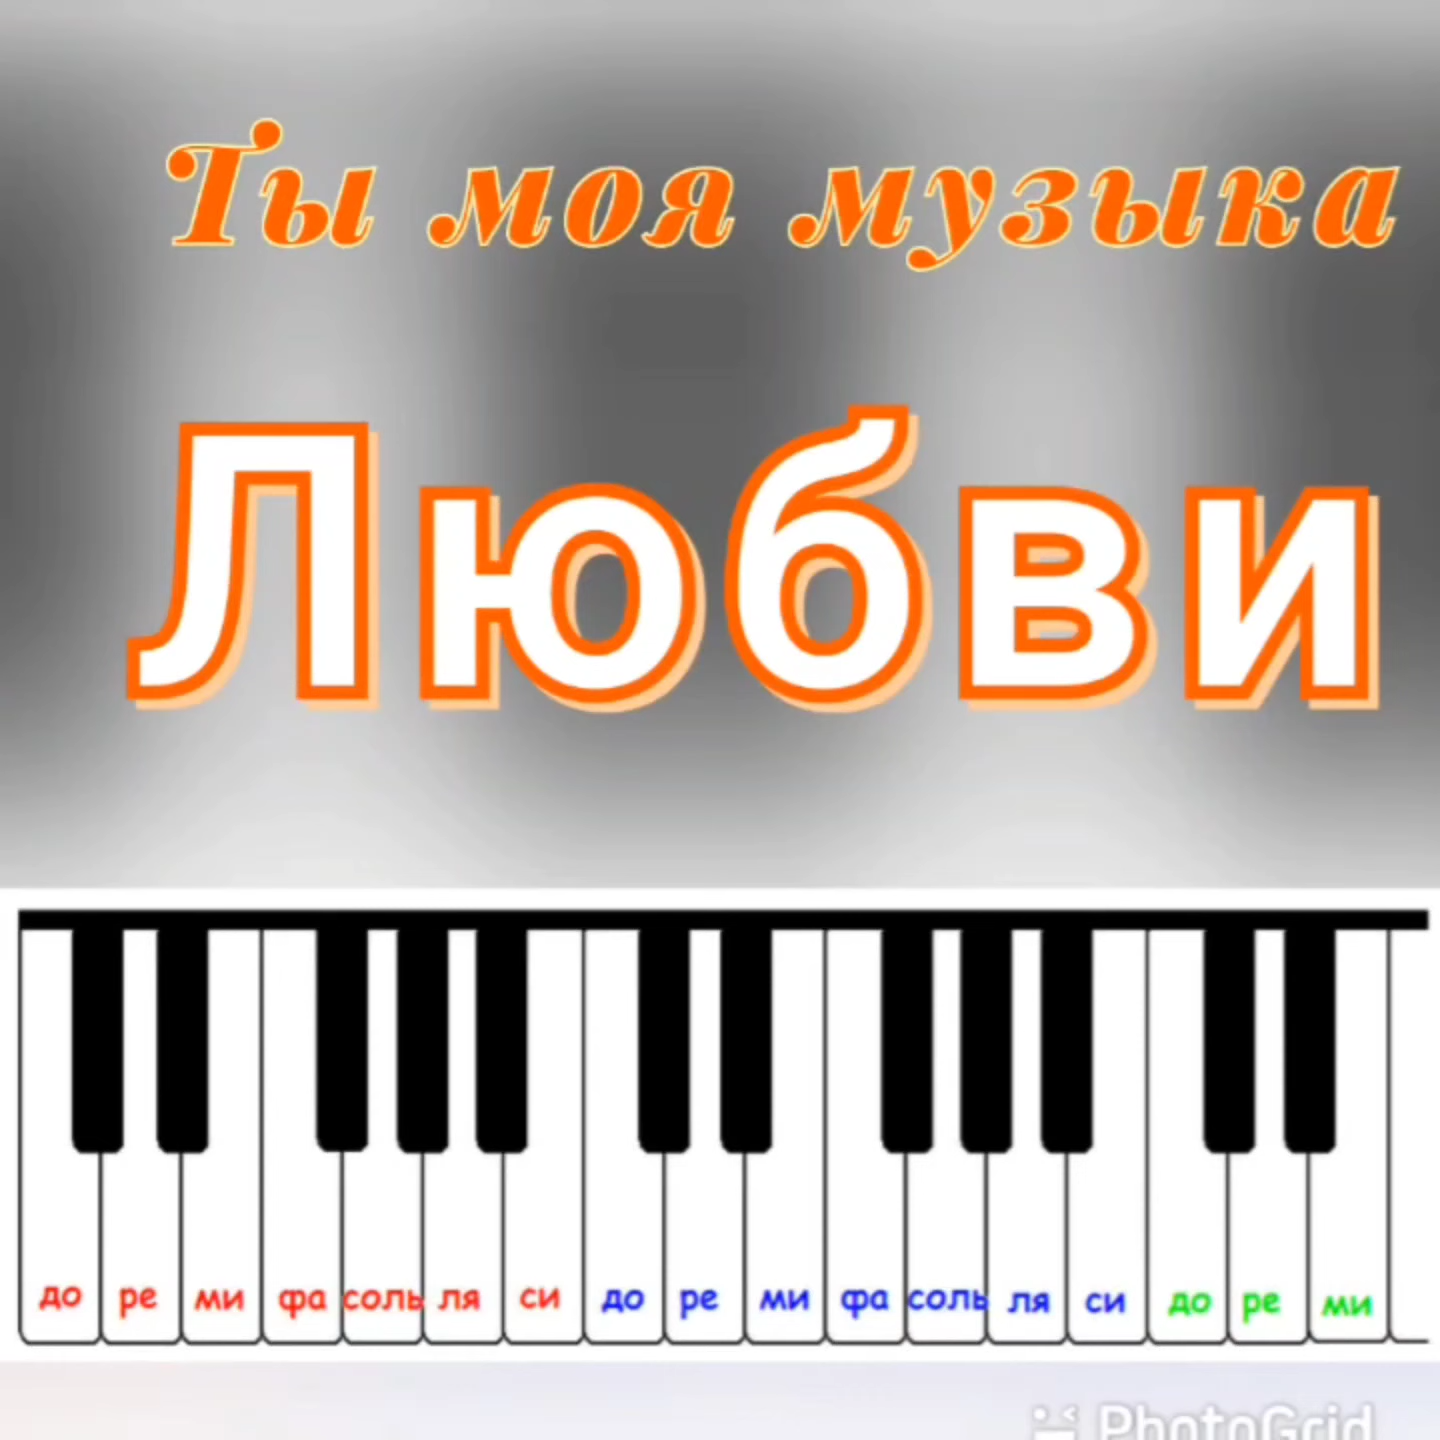 Ты моя музыка
Любви
до ре ми фа соль ля си до ре ми фа соль ля си до ре ми
PhotoGrid